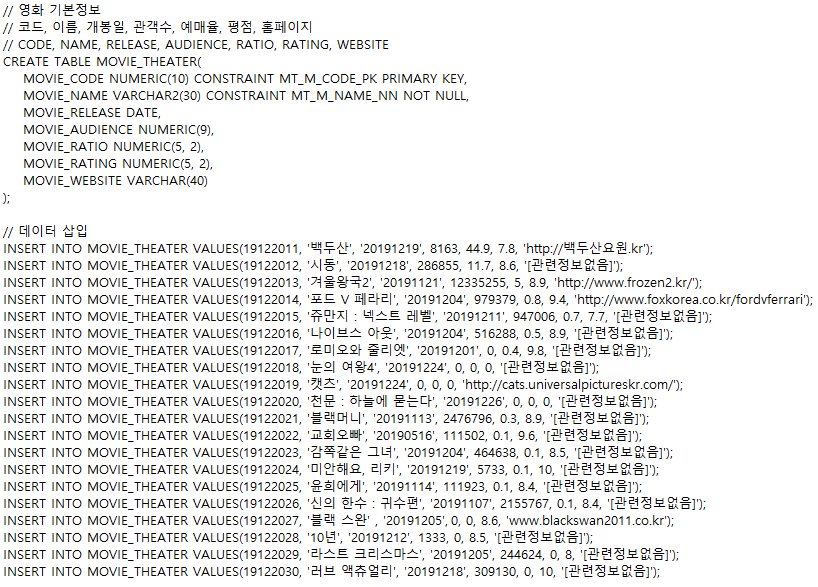 // 영화 기본정보
// 코드, 이름, 개봉일, 관객수, 예매율, 평점, 홈페이지
// CODE, NAME, RELEASE, AUDIENCE, RATIO, RATING, WEBSITE
CREATE TABLE MOVIE_THEATER(
MOVIE_CODE NUMERIC(10) CONSTRAINT MT_M_CODE_PK PRIMARY KEY,
MOVIE_NAME VARCHAR2(30) CONSTRAINT MT_M_NAME_NN NOT NULL,
MOVIE_RELEASE DATE,
MOVIE_AUDIENCE NUMERIC(9),
MOVIE_RATIO NUMERIC(5, 2),
MOVIE_RATING NUMERIC(5, 2),
MOVIE_WEBSITE VARCHAR(40)
);
// 데이터 삽입
INSERT INTO MOVIE_THEATER VALUES(19122011, '백두산', '20191219', 8163, 44.9, 7.8, 'http://백두산요원.kr');
INSERT INTO MOVIE_THEATER VALUES(19122012, '시동', '20191218', 286855, 11.7, 8.6, '[관련정보없음]');
INSERT INTO MOVIE_THEATER VALUES(19122013, '겨울왕국2', '20191121', 12335255, 5, 8.9, 'http://www.frozen2.kr/');
INSERT INTO MOVIE_THEATER VALUES(19122014, '포드 V 페라리', '20191204', 979379, 0.8, 9.4, 'http://www.foxkorea.co.kr/fordvferrari');
INSERT INTO MOVIE_THEATER VALUES(19122015, '쥬만지 : 넥스트 레벨', '20191211', 947006, 0.7, 7.7, '[관련정보없음]');
INSERT INTO MOVIE_THEATER VALUES(19122016, '나이브스 아웃', '20191204', 516288, 0.5, 8.9, '[관련정보없음]');
INSERT INTO MOVIE_THEATER VALUES(19122017, '로미오와 줄리엣', '20191201', 0, 0.4, 9.8, '[관련정보없음]');
INSERT INTO MOVIE_THEATER VALUES(19122018, '눈의 여왕4', '20191224', 0, 0, 0, '[관련정보없음]');
INSERT INTO MOVIE_THEATER VALUES(19122019, '캣츠', '20191224', 0, 0, 0, 'http://cats.universalpictureskr.com/');
INSERT INTO MOVIE_THEATER VALUES(19122020, '천문 : 하늘에 묻는다', '20191226', 0, 0, 0, '[관련정보없음]');
INSERT INTO MOVIE_THEATER VALUES(19122021, '블랙머니', '20191113', 2476796, 0.3, 8.9, '[관련정보없음]');
INSERT INTO MOVIE_THEATER VALUES(19122022, '교회오빠', '20190516', 111502, 0.1, 9.6, '[관련정보없음]');
INSERT INTO MOVIE_THEATER VALUES(19122023, '감쪽같은 그녀', '20191204', 464638, 0.1, 8.5, '[관련정보없음]');
INSERT INTO MOVIE_THEATER VALUES(19122024, '미안해요, 리키', '20191219', 5733, 0.1, 10, '[관련정보없음]');
INSERT INTO MOVIE_THEATER VALUES(19122025, '윤희에게', '20191114', 111923, 0.1, 8.4, '[관련정보없음]');
INSERT INTO MOVIE_THEATER VALUES(19122026, '신의 한수 : 귀수편', '20191107', 2155767, 0.1, 8.4, '[관련정보없음]');
INSERT INTO MOVIE_THEATER VALUES(19122027, '블랙 스완' , '20191205', 0, 0, 8.6, 'www.blackswan2011.co.kr');
INSERT INTO MOVIE_THEATER VALUES(19122028, '10년', '20191212', 1333, 0, 8.5, '[관련정보없음]');
INSERT INTO MOVIE_THEATER VALUES(19122029, '라스트 크리스마스', '20191205', 244624, 0, 8, '[관련정보없음]');
INSERT INTO MOVIE_THEATER VALUES(19122030, '러브 액츄얼리', '20191218', 309130, 0, 10, '[관련정보없음]');